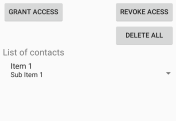 GRANT ACCESS
REVOKE ACESS
DELETE ALL
List of contacts
Item 1
Sub Item 1